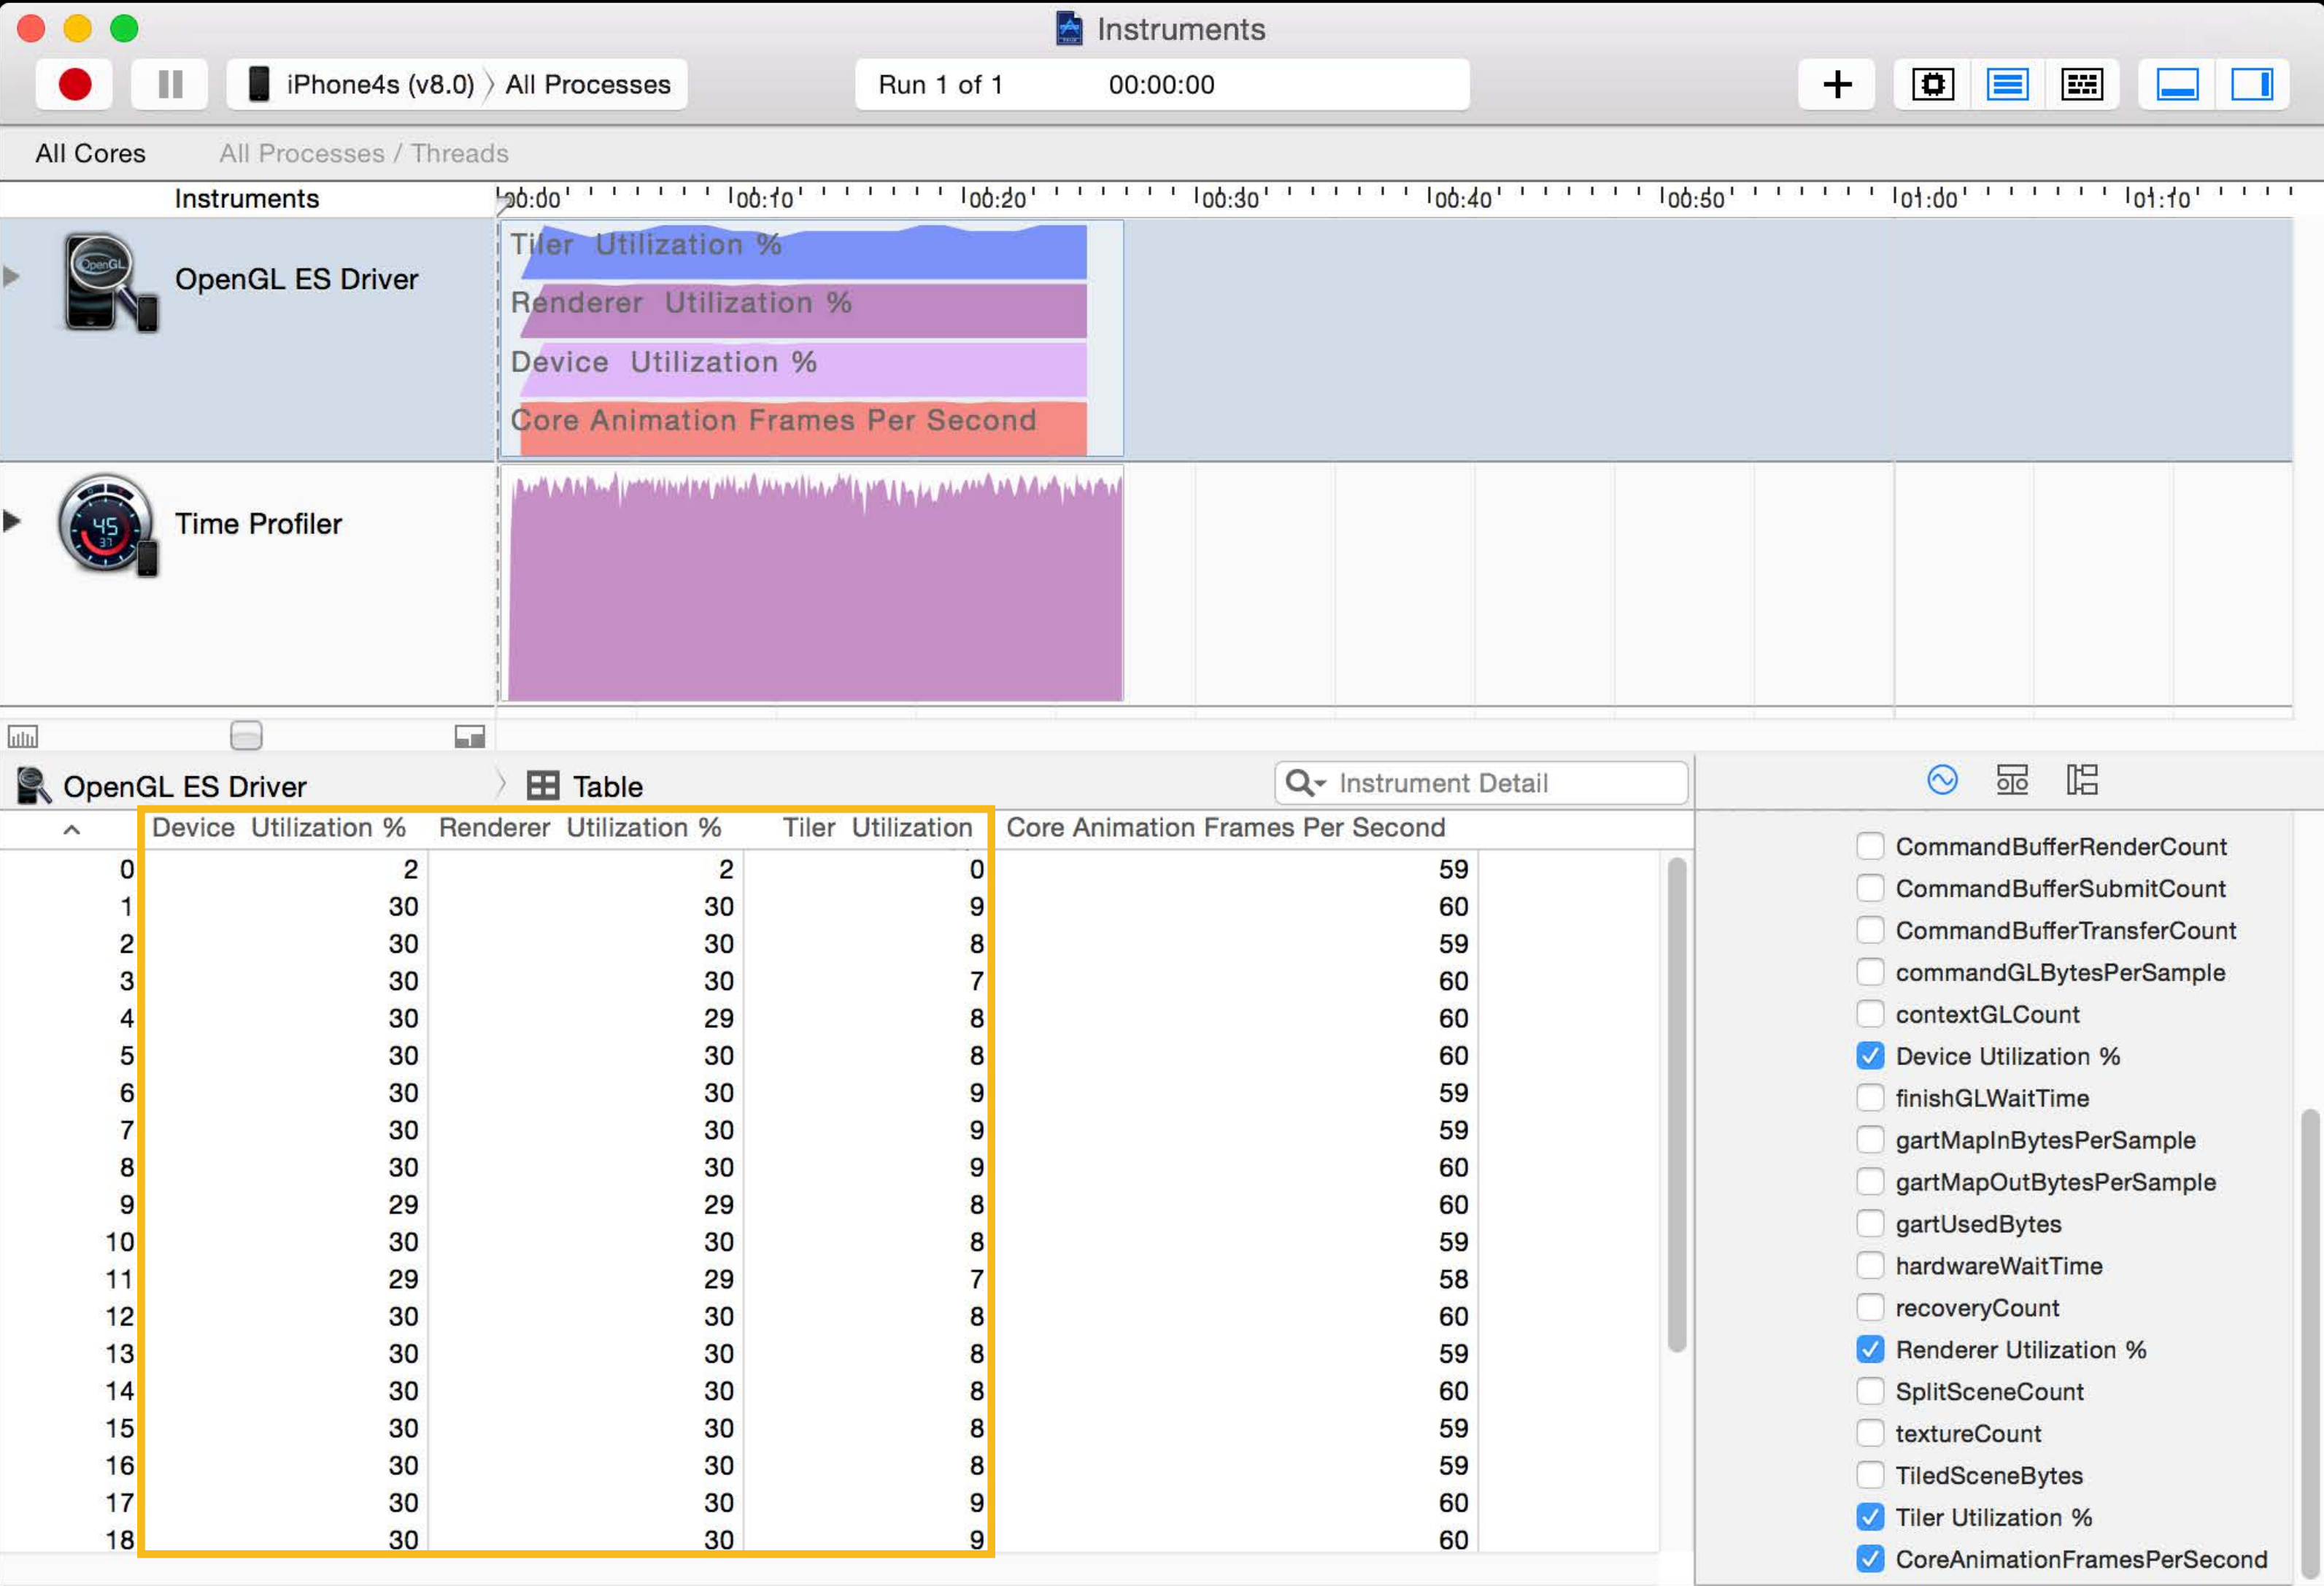 Instruments
iPhone4s (v8.0) 〉 All Processes
Run 1 of 1 00:00:00
All Cores All Processes / Threads
Instruments 00:00 00:10 00:20 00:30 00:40 00:50 01:00 01:10
OpenGL
OpenGL ES Driver
Tiler Utilization %
Renderer Utilization %
Device Utilization %
Core Animation Frames Per Second
45
37
Time Profiler
OpenGL ES Driver 〉 Table Instrument Detail
Device Utilization % Renderer Utilization % Tiler Utilization Core Animation Frames Per Second
0 2 2 0 59
1 30 30 9 60
2 30 30 8 59
3 30 30 7 60
4 30 29 8 60
5 30 30 8 60
6 30 30 9 59
7 30 30 9 59
8 30 30 9 60
9 29 29 8 60
10 30 30 8 59
11 29 29 7 58
12 30 30 8 60
13 30 30 8 59
14 30 30 8 60
15 30 30 8 59
16 30 30 8 59
17 30 30 9 60
18 30 30 9 60
CommandBufferRenderCount
CommandBufferSubmitCount
CommandBufferTransferCount
commandGLBytesPerSample
contextGLCount
Device Utilization %
finishGLWaitTime
gartMapInBytesPerSample
gartMapOutBytesPerSample
gartUsedBytes
hardwareWaitTime
recoveryCount
Renderer Utilization %
SplitSceneCount
textureCount
TiledSceneBytes
Tiler Utilization %
CoreAnimationFramesPerSecond